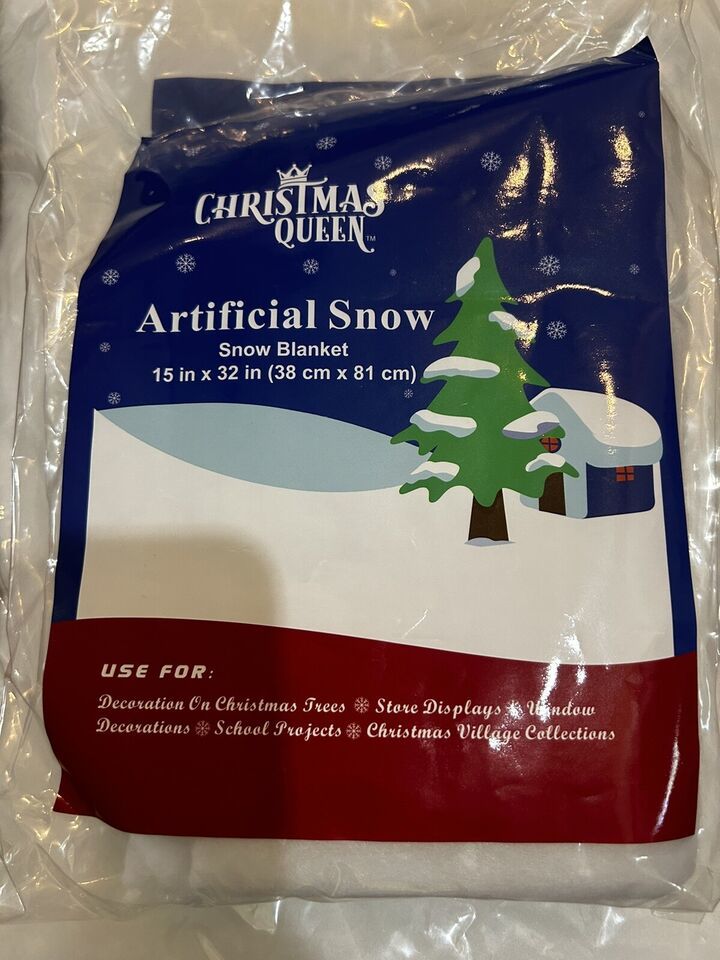 CHRISTMAS
QUEEN™
Artificial Snow
Snow Blanket
15 in x 32 in (38 cm x 81 cm)
USE FOR:
Decoration On Christmas Trees ❄ Store Displays ❄ Window
Decorations ❄ School Projects ❄ Christmas Village Collections